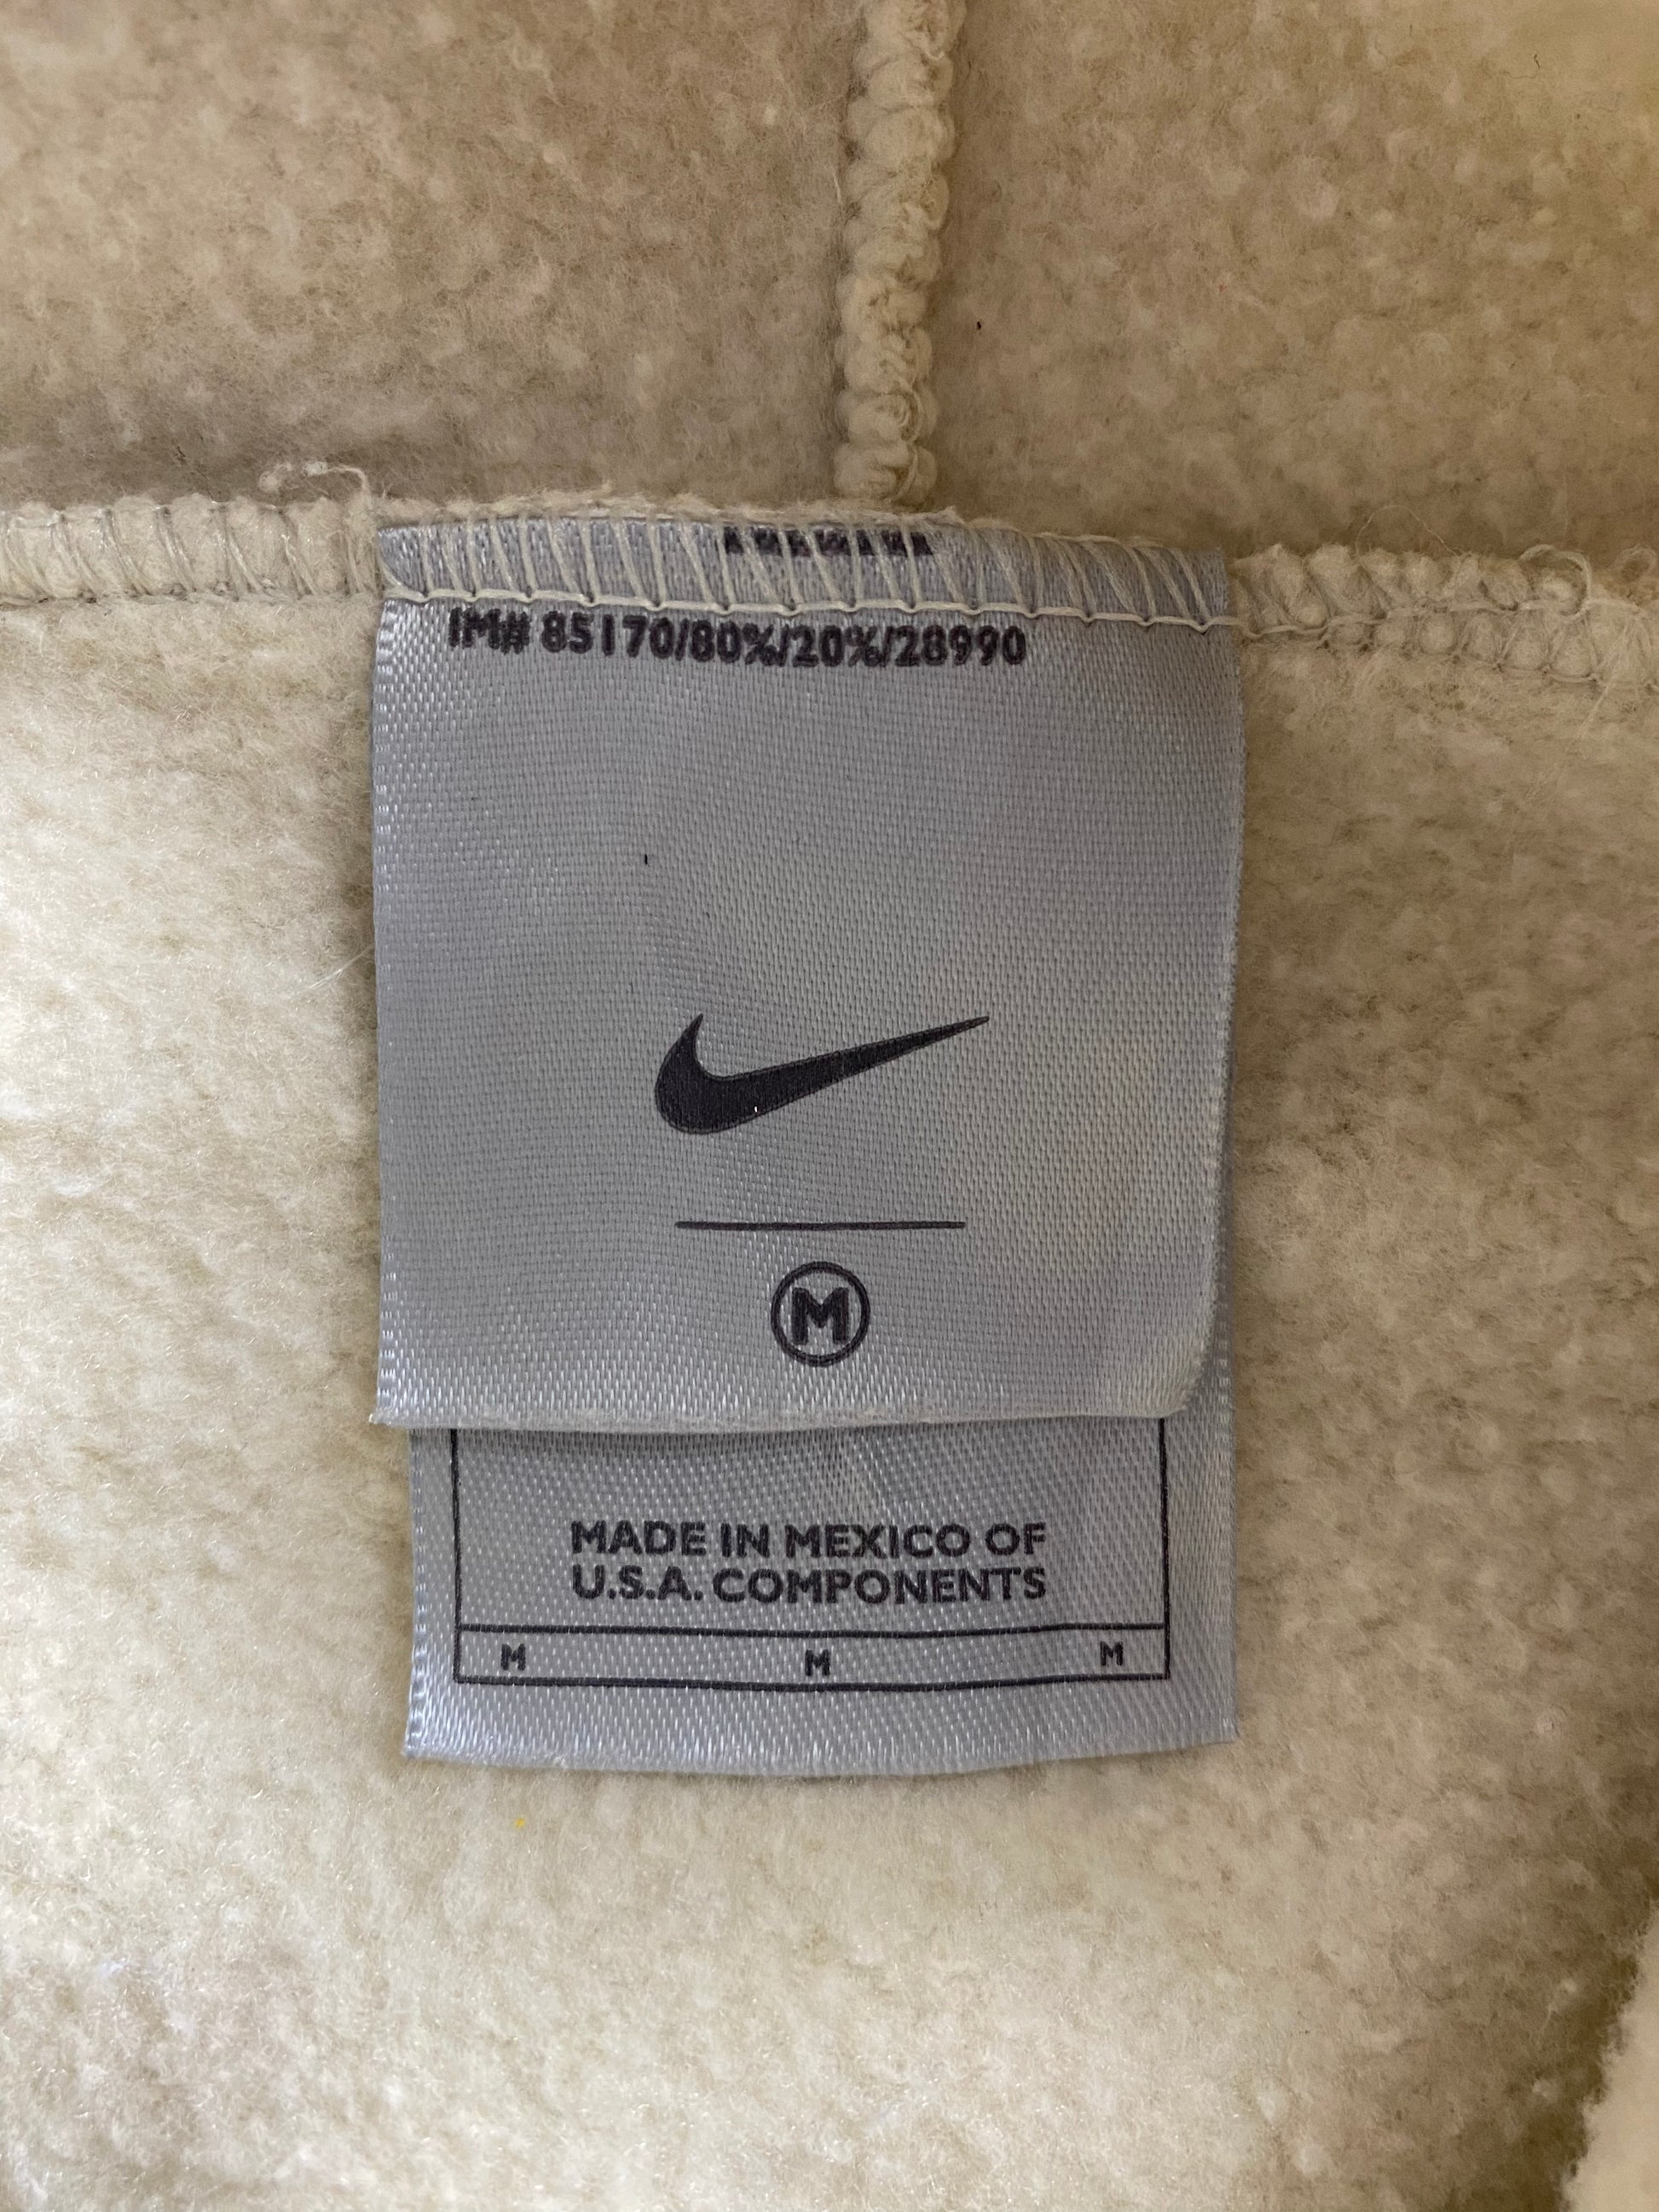 IM# 85170/80%/20%/28990
M
MADE IN MEXICO OF
U.S.A. COMPONENTS
M M M